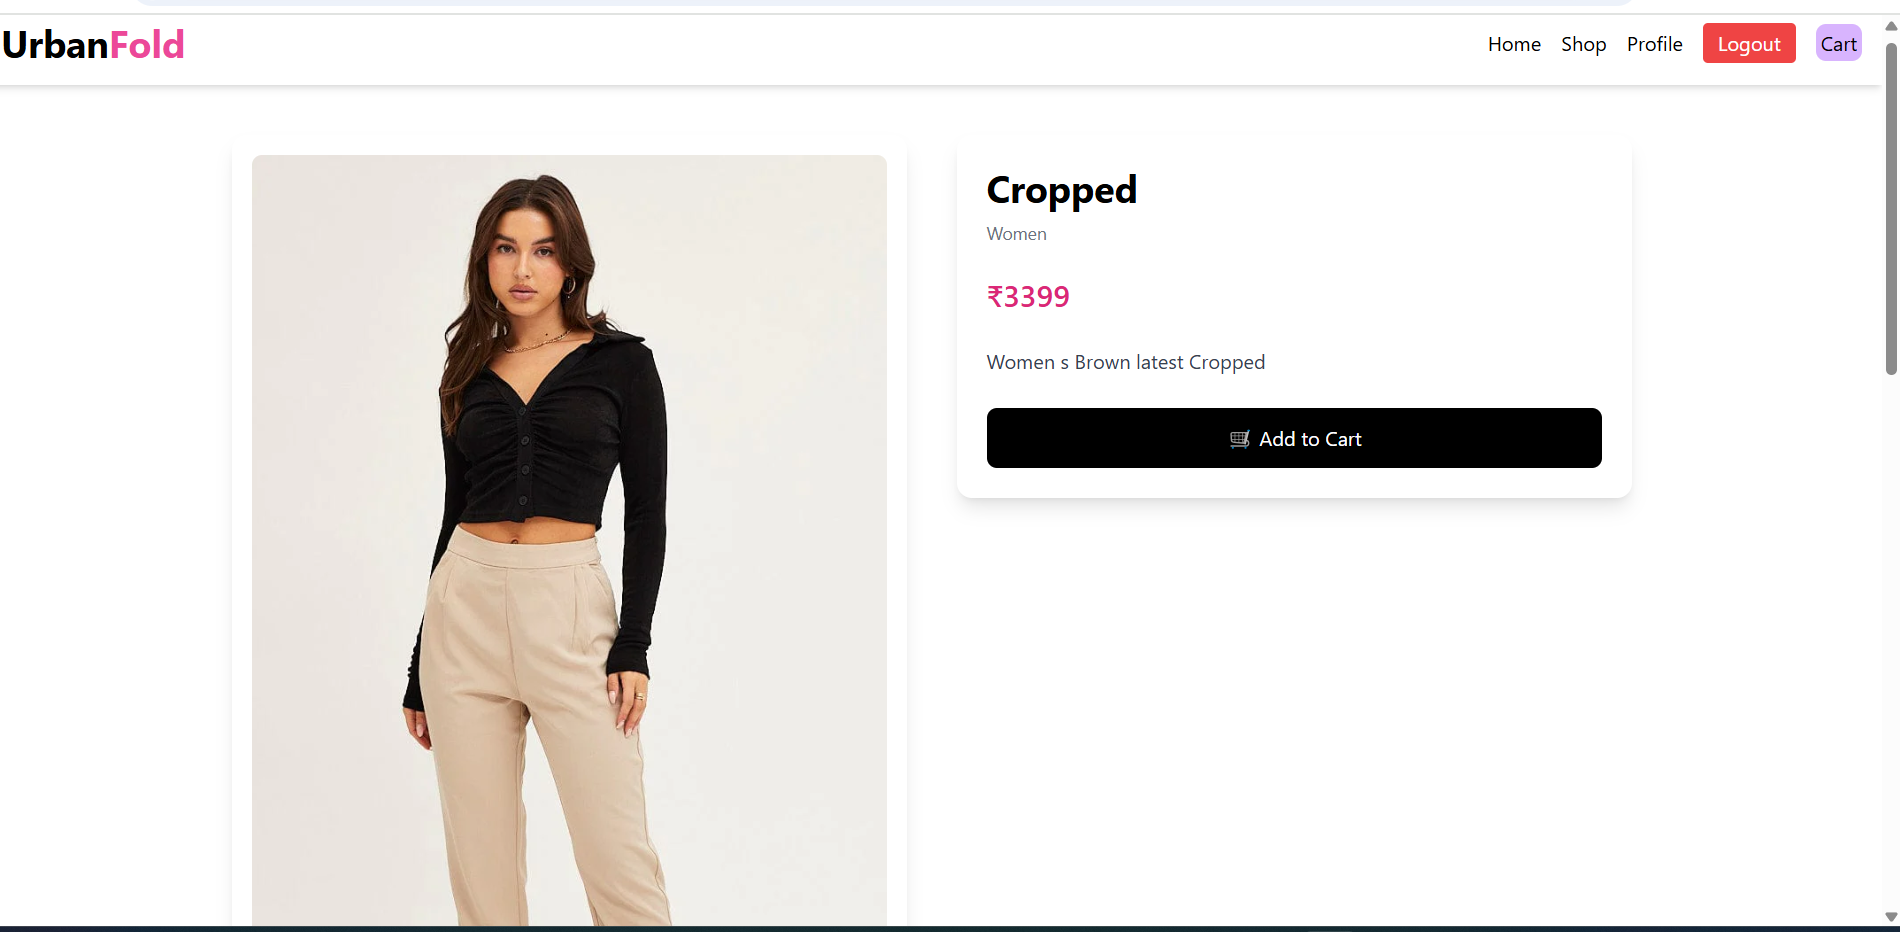 UrbanFold
Home Shop Profile Logout Cart
Cropped
Women
₹3399
Women s Brown latest Cropped
🛒 Add to Cart